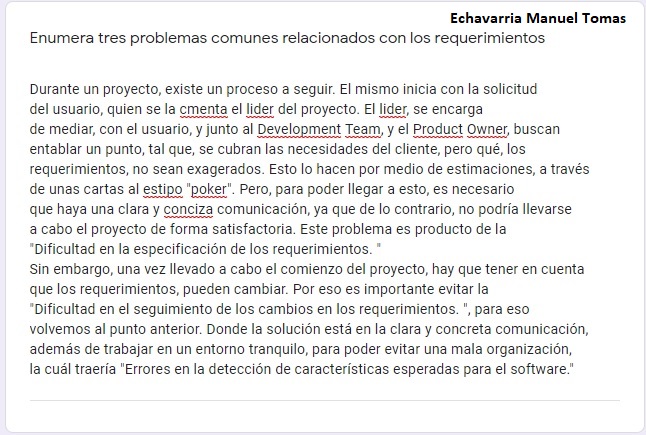 Echavarria Manuel Tomas
Enumera tres problemas comunes relacionados con los requerimientos
Durante un proyecto, existe un proceso a seguir. El mismo inicia con la solicitud
del usuario, quien se la cmenta el lider del proyecto. El lider, se encarga
de mediar, con el usuario, y junto al Development Team, y el Product Owner, buscan
entablar un punto, tal que, se cubran las necesidades del cliente, pero qué, los
requerimientos, no sean exagerados. Esto lo hacen por medio de estimaciones, a través
de unas cartas al estipo "poker". Pero, para poder llegar a esto, es necesario
que haya una clara y conciza comunicación, ya que de lo contrario, no podría llevarse
a cabo el proyecto de forma satisfactoria. Este problema es producto de la
"Dificultad en la especificación de los requerimientos. "
Sin embargo, una vez llevado a cabo el comienzo del proyecto, hay que tener en cuenta
que los requerimientos, pueden cambiar. Por eso es importante evitar la
"Dificultad en el seguimiento de los cambios en los requerimientos. ", para eso
volvemos al punto anterior. Donde la solución está en la clara y concreta comunicación,
además de trabajar en un entorno tranquilo, para poder evitar una mala organización,
la cuál traería "Errores en la detección de características esperadas para el software."